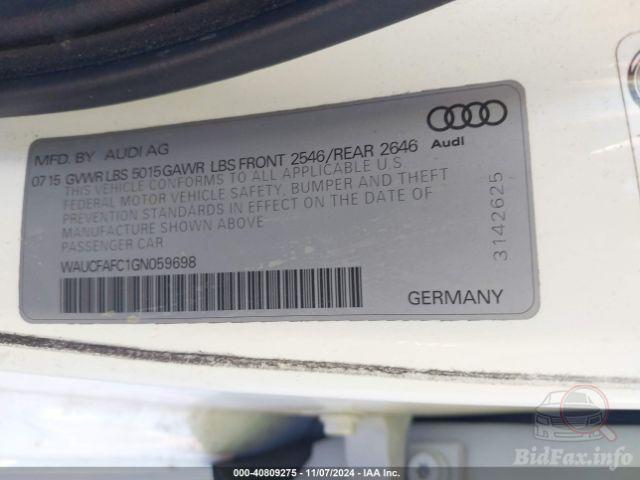 MFD. BY AUDI AG
Audi
07 15 GVWR LBS 5015 GAWR LBS FRONT 2546/REAR 2646
THIS VEHICLE CONFORMS TO ALL APPLICABLE U S
FEDERAL MOTOR VEHICLE SAFETY, BUMPER AND THEFT
PREVENTION STANDARDS IN EFFECT ON THE DATE OF
MANUFACTURE SHOWN ABOVE
PASSENGER CAR
WAUCFAFC1GN059698
GERMANY
3142625
000-40809275 - 11/07/2024 - IAA Inc.
BidFax.info